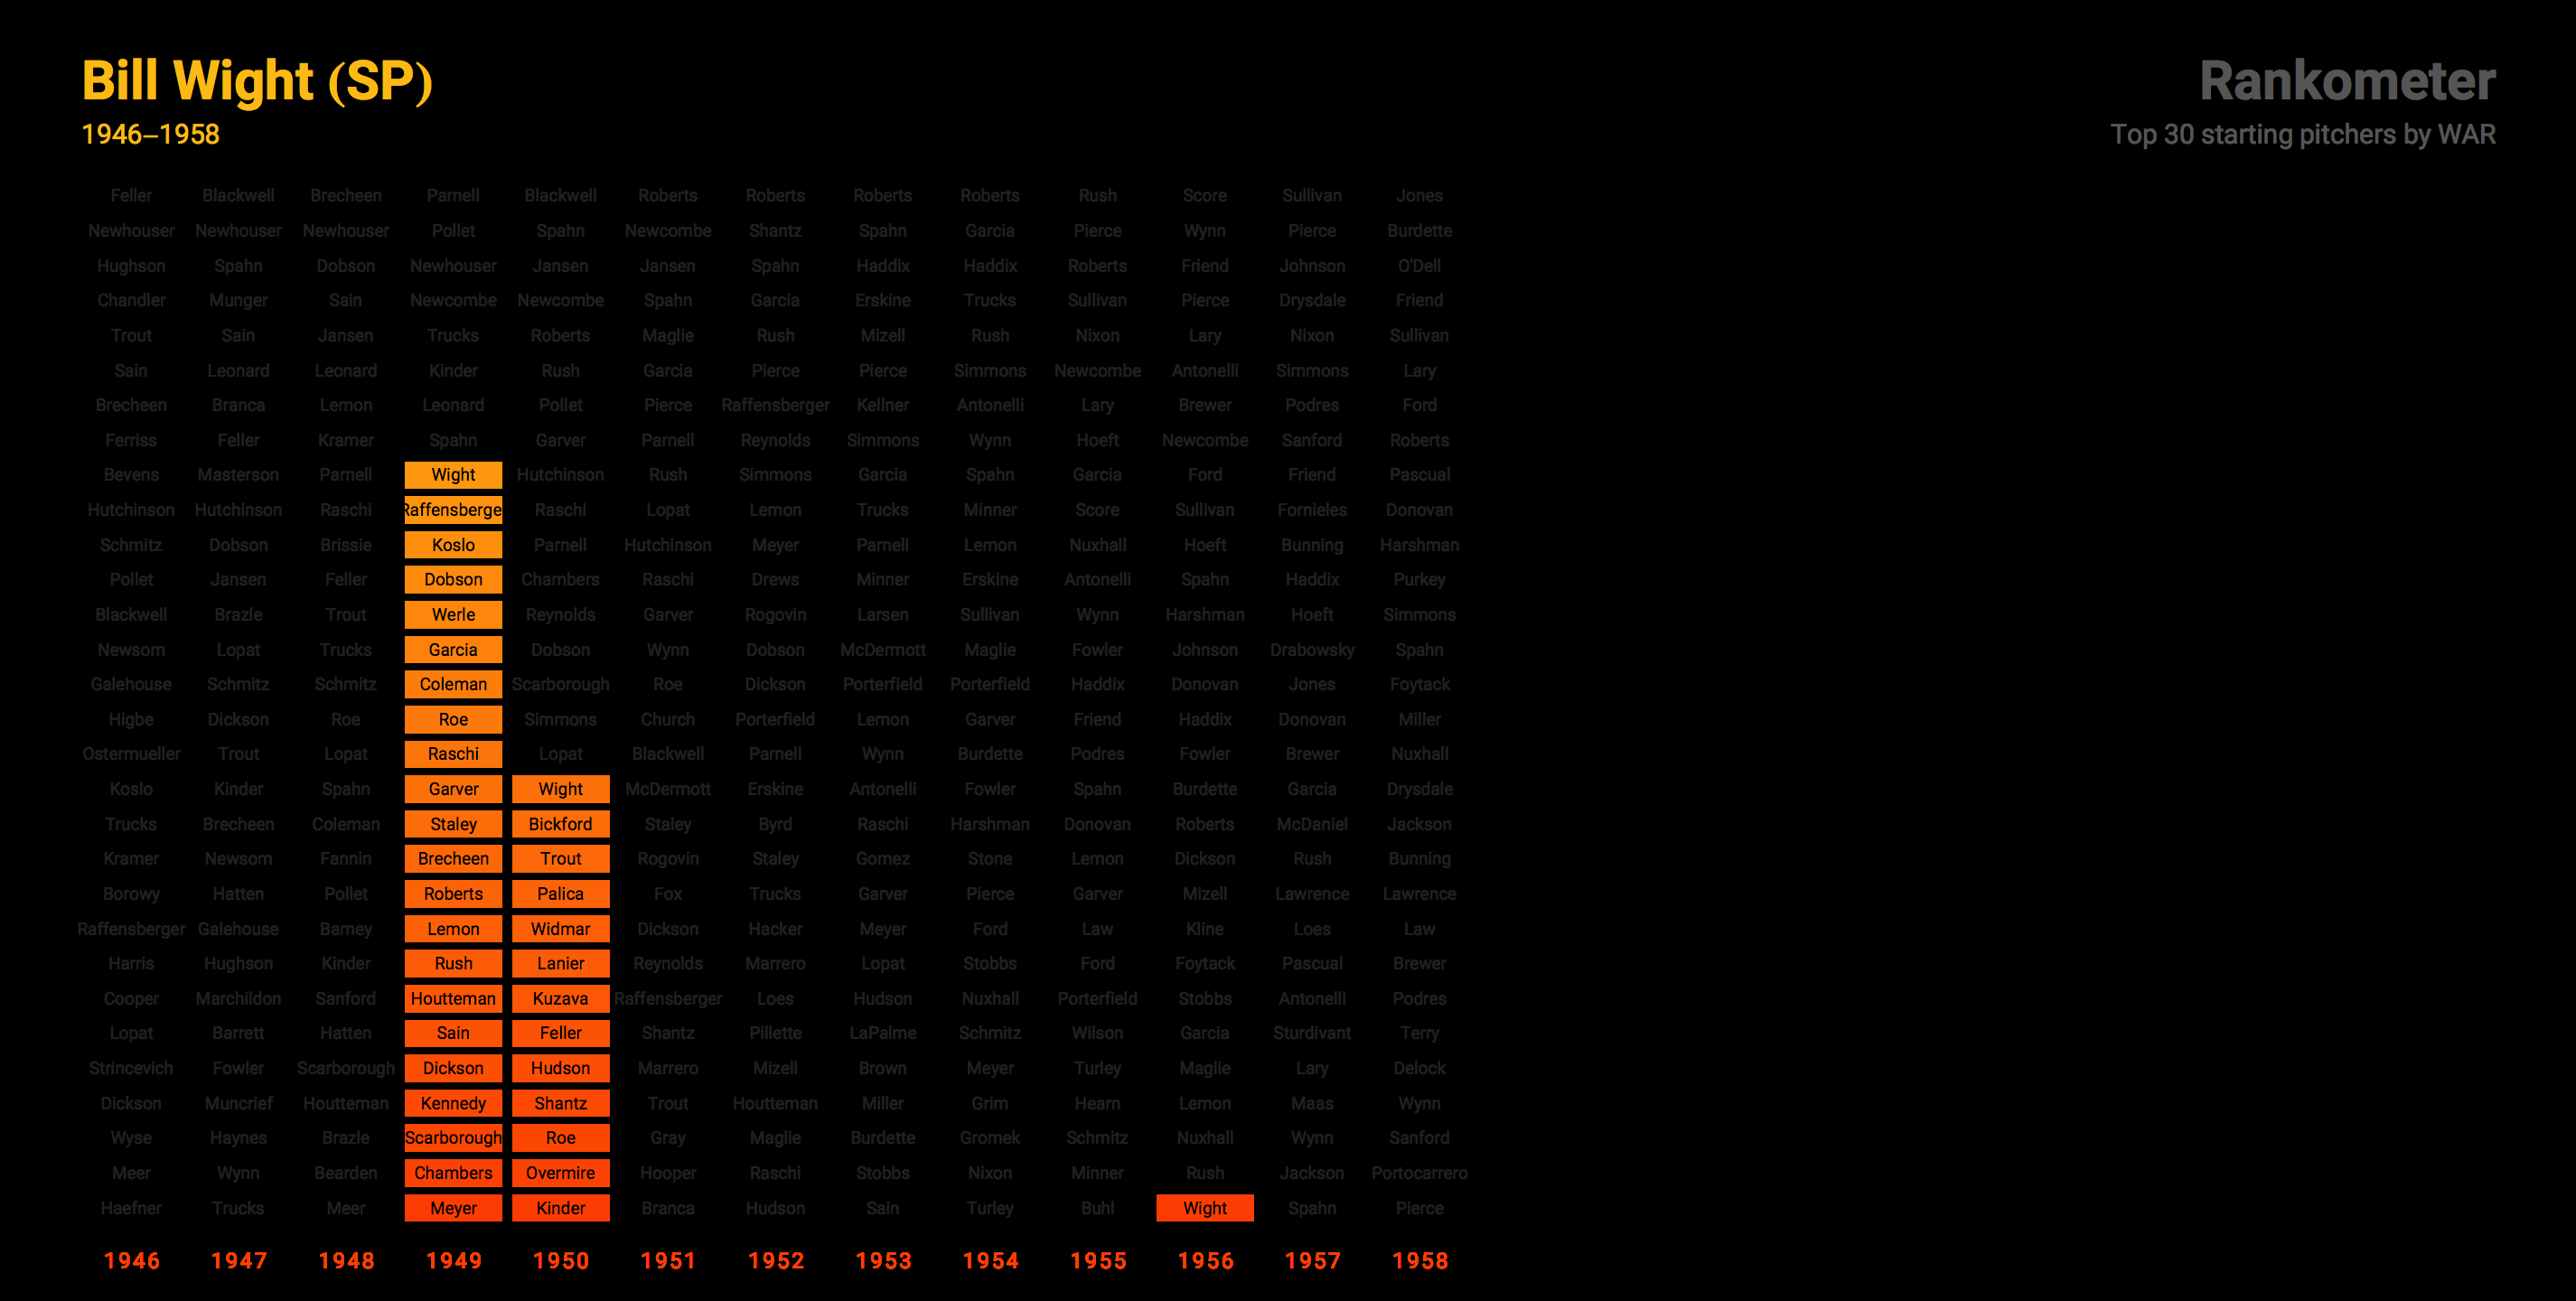 Bill Wight (SP)
1946–1958
Rankometer
Top 30 starting pitchers by WAR
Feller Blackwell Brecheen Parnell Blackwell Roberts Roberts Roberts Roberts Rush Score Sullivan Jones
Newhouser Newhouser Newhouser Pollet Spahn Newcombe Shantz Spahn Garcia Pierce Wynn Pierce Burdette
Hughson Spahn Dobson Newhouser Jansen Jansen Spahn Haddix Haddix Roberts Friend Johnson O'Dell
Chandler Munger Sain Newcombe Newcombe Spahn Garcia Erskine Trucks Sullivan Pierce Drysdale Friend
Trout Sain Jansen Trucks Roberts Maglie Rush Mizell Rush Nixon Lary Nixon Sullivan
Sain Leonard Leonard Kinder Rush Garcia Pierce Pierce Simmons Newcombe Antonelli Simmons Lary
Brecheen Branca Lemon Leonard Pollet Pierce Raffensberger Kellner Antonelli Lary Brewer Podres Ford
Ferriss Feller Kramer Spahn Garver Parnell Reynolds Simmons Wynn Hoeft Newcombe Sanford Roberts
Bevens Masterson Parnell Wight Hutchinson Rush Simmons Garcia Spahn Garcia Ford Friend Pascual
Hutchinson Hutchinson Raschi Raffensberge Raschi Lopat Lemon Trucks Minner Score Sullivan Fornieles Donovan
Schmitz Dobson Brissie Koslo Parnell Hutchinson Meyer Parnell Lemon Nuxhall Hoeft Bunning Harshman
Pollet Jansen Feller Dobson Chambers Raschi Drews Minner Erskine Antonelli Spahn Haddix Purkey
Blackwell Brazle Trout Werle Reynolds Garver Rogovin Larsen Sullivan Wynn Harshman Hoeft Simmons
Newsom Lopat Trucks Garcia Dobson Wynn Dobson McDermott Maglie Fowler Johnson Drabowsky Spahn
Galehouse Schmitz Schmitz Coleman Scarborough Roe Dickson Porterfield Porterfield Haddix Donovan Jones Foytack
Higbe Dickson Roe Roe Simmons Church Porterfield Lemon Garver Friend Haddix Donovan Miller
Ostermueller Trout Lopat Raschi Lopat Blackwell Parnell Wynn Burdette Podres Fowler Brewer Nuxhall
Koslo Kinder Spahn Garver Wight McDermott Erskine Antonelli Fowler Spahn Burdette Garcia Drysdale
Trucks Brecheen Coleman Staley Bickford Staley Byrd Raschi Harshman Donovan Roberts McDaniel Jackson
Kramer Newsom Fannin Brecheen Trout Rogovin Staley Gomez Stone Lemon Dickson Rush Bunning
Borowy Hatten Pollet Roberts Palica Fox Trucks Garver Pierce Garver Mizell Lawrence Lawrence
Raffensberger Galehouse Barney Lemon Widmar Dickson Hacker Meyer Ford Law Kline Loes Law
Harris Hughson Kinder Rush Lanier Reynolds Marrero Lopat Stobbs Ford Foytack Pascual Brewer
Cooper Marchildon Sanford Houtteman Kuzava Raffensberger Loes Hudson Nuxhall Porterfield Stobbs Antonelli Podres
Lopat Barrett Hatten Sain Feller Shantz Pillette LaPalme Schmitz Wilson Garcia Sturdivant Terry
Strincevich Fowler Scarborough Dickson Hudson Marrero Mizell Brown Meyer Turley Maglie Lary Delock
Dickson Muncrief Houtteman Kennedy Shantz Trout Houtteman Miller Grim Hearn Lemon Maas Wynn
Wyse Haynes Brazle Scarborough Roe Gray Maglie Burdette Gromek Schmitz Nuxhall Wynn Sanford
Meer Wynn Bearden Chambers Overmire Hooper Raschi Stobbs Nixon Minner Rush Jackson Portocarrero
Haefner Trucks Meer Meyer Kinder Branca Hudson Sain Turley Buhl Wight Spahn Pierce
1946 1947 1948 1949 1950 1951 1952 1953 1954 1955 1956 1957 1958